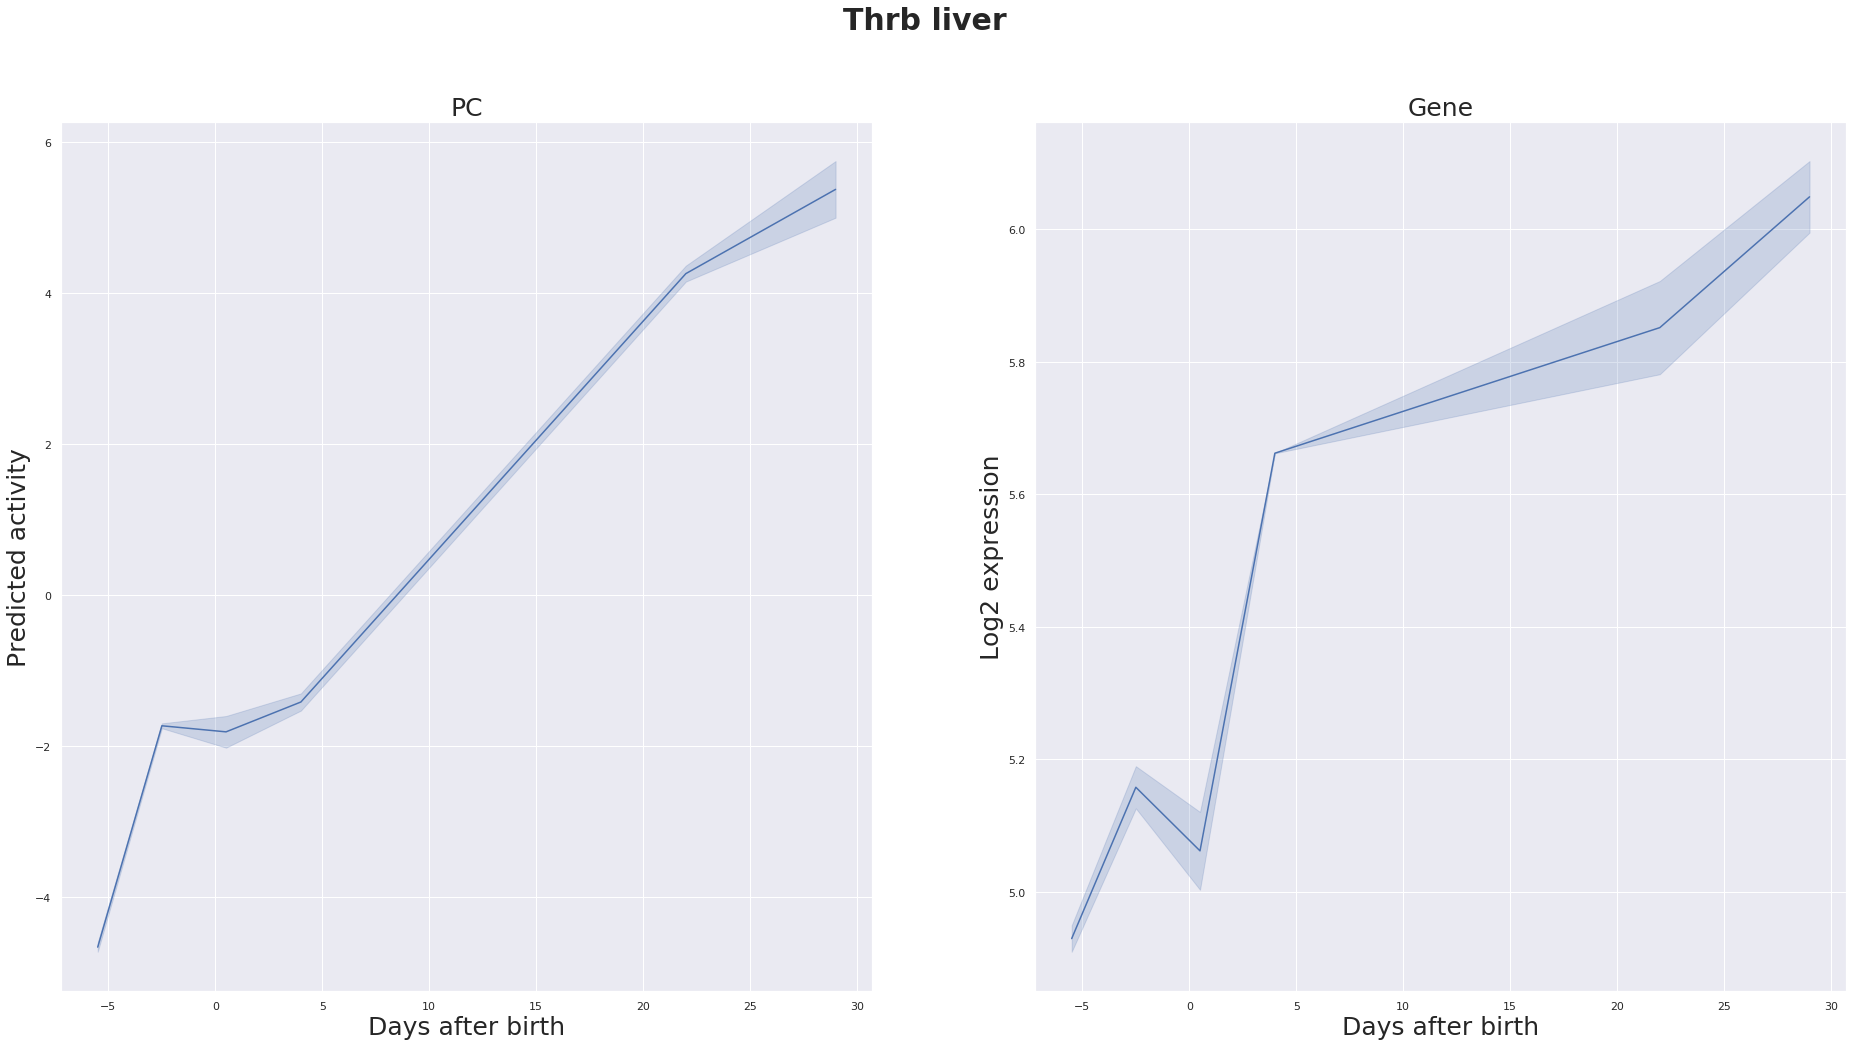 Thrb liver
PC
Predicted activity
6
4
2
0
−2
−4
−5 0 5 10 15 20 25 30
Days after birth
Gene
Log2 expression
6.0
5.8
5.6
5.4
5.2
5.0
−5 0 5 10 15 20 25 30
Days after birth